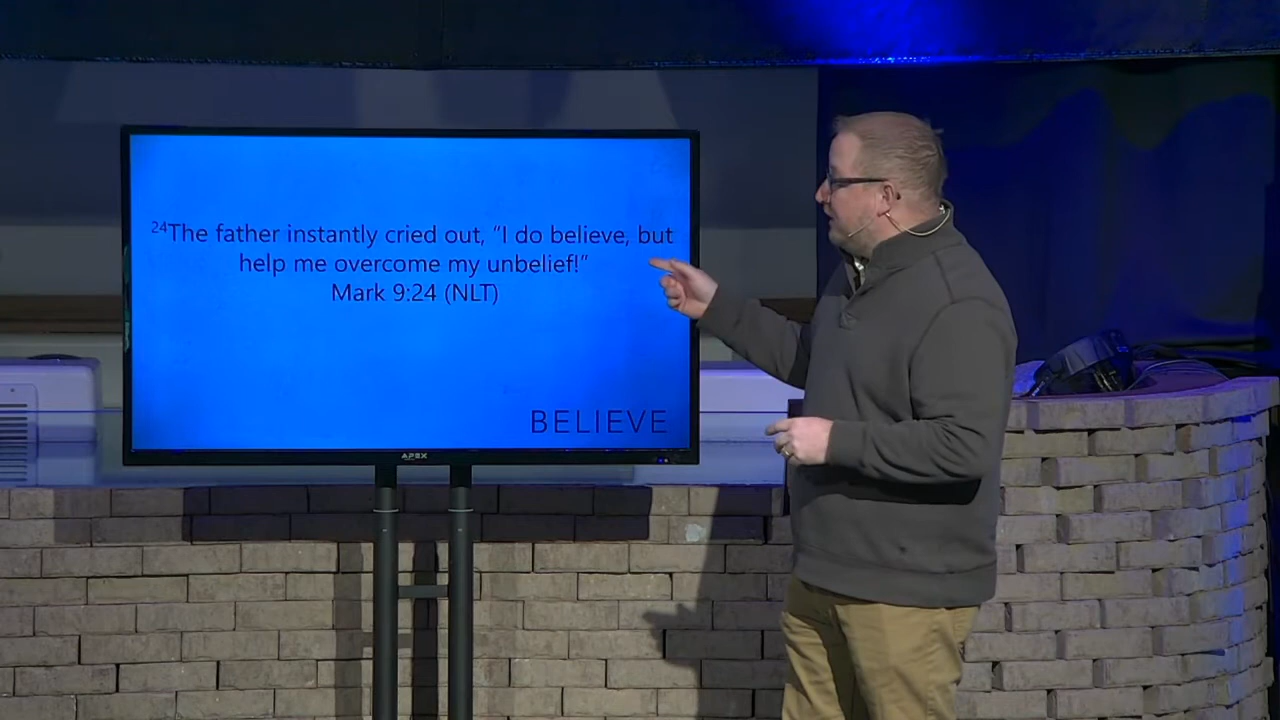 24The father instantly cried out, “I do believe, but
help me overcome my unbelief!”
Mark 9:24 (NLT)
BELIEVE
APEX